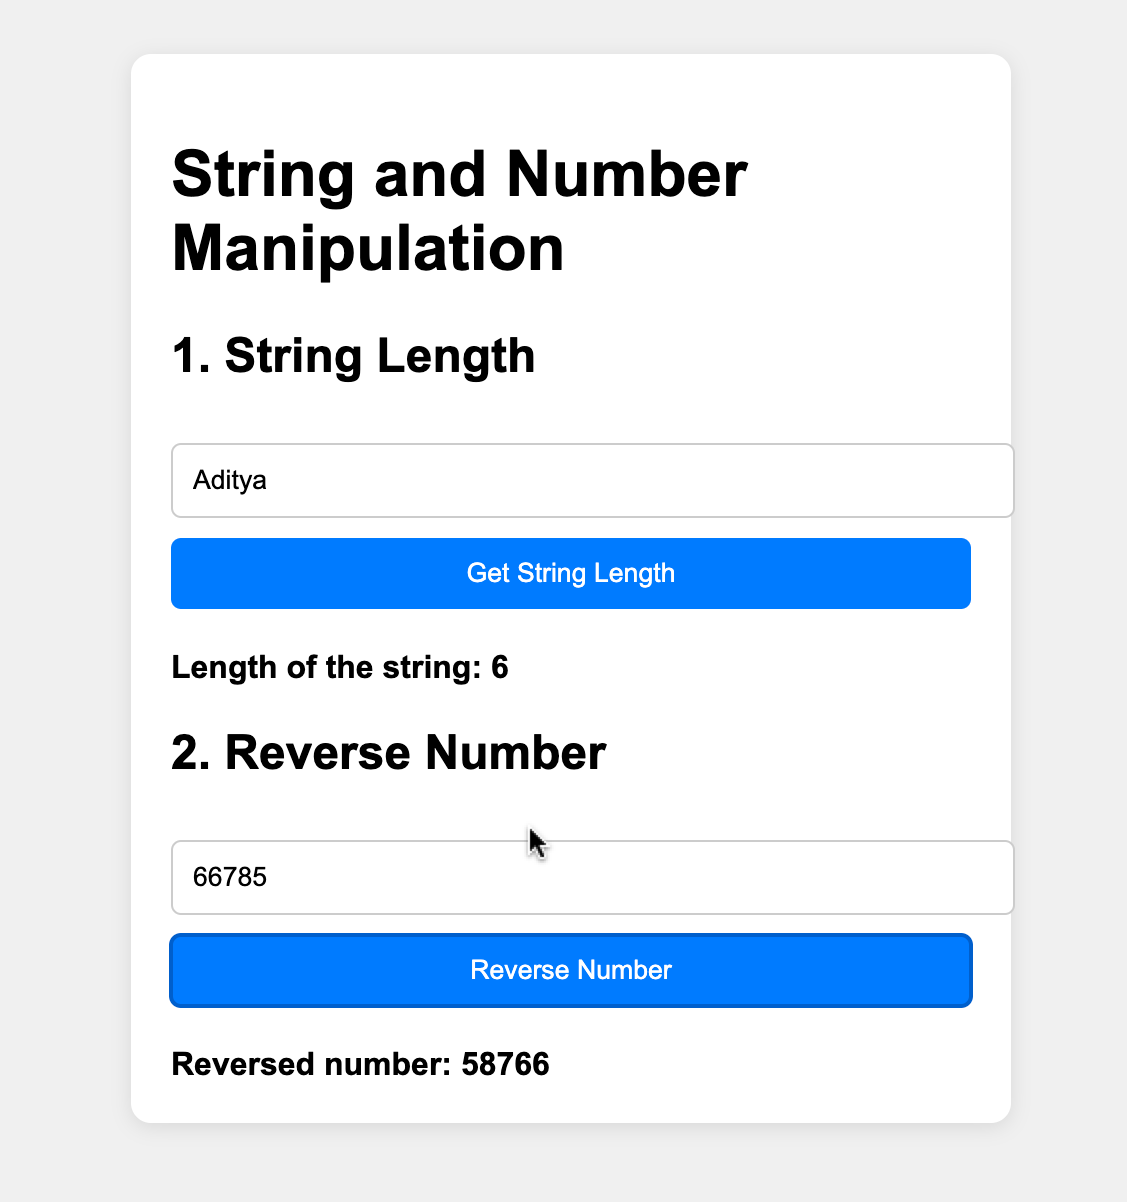 String and Number
Manipulation
1. String Length
Aditya
Get String Length
Length of the string: 6
2. Reverse Number
66785
Reverse Number
Reversed number: 58766